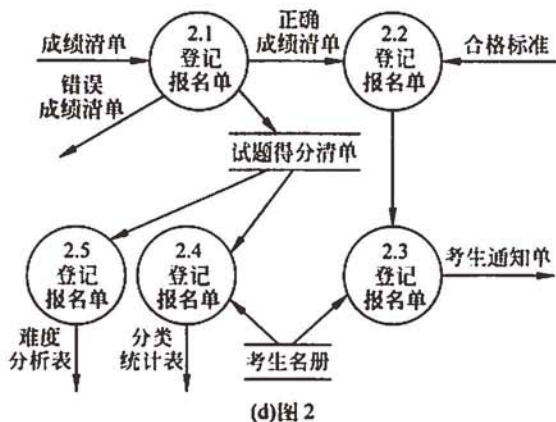 成绩清单
2.1
登记
报名单
正确
成绩清单
2.2
登记
报名单
合格标准
错误
成绩清单
试题得分清单
2.5
登记
报名单
2.4
登记
报名单
2.3
登记
报名单
考生通知单
难度
分析表
分类
统计表
考生名册
(d)图2